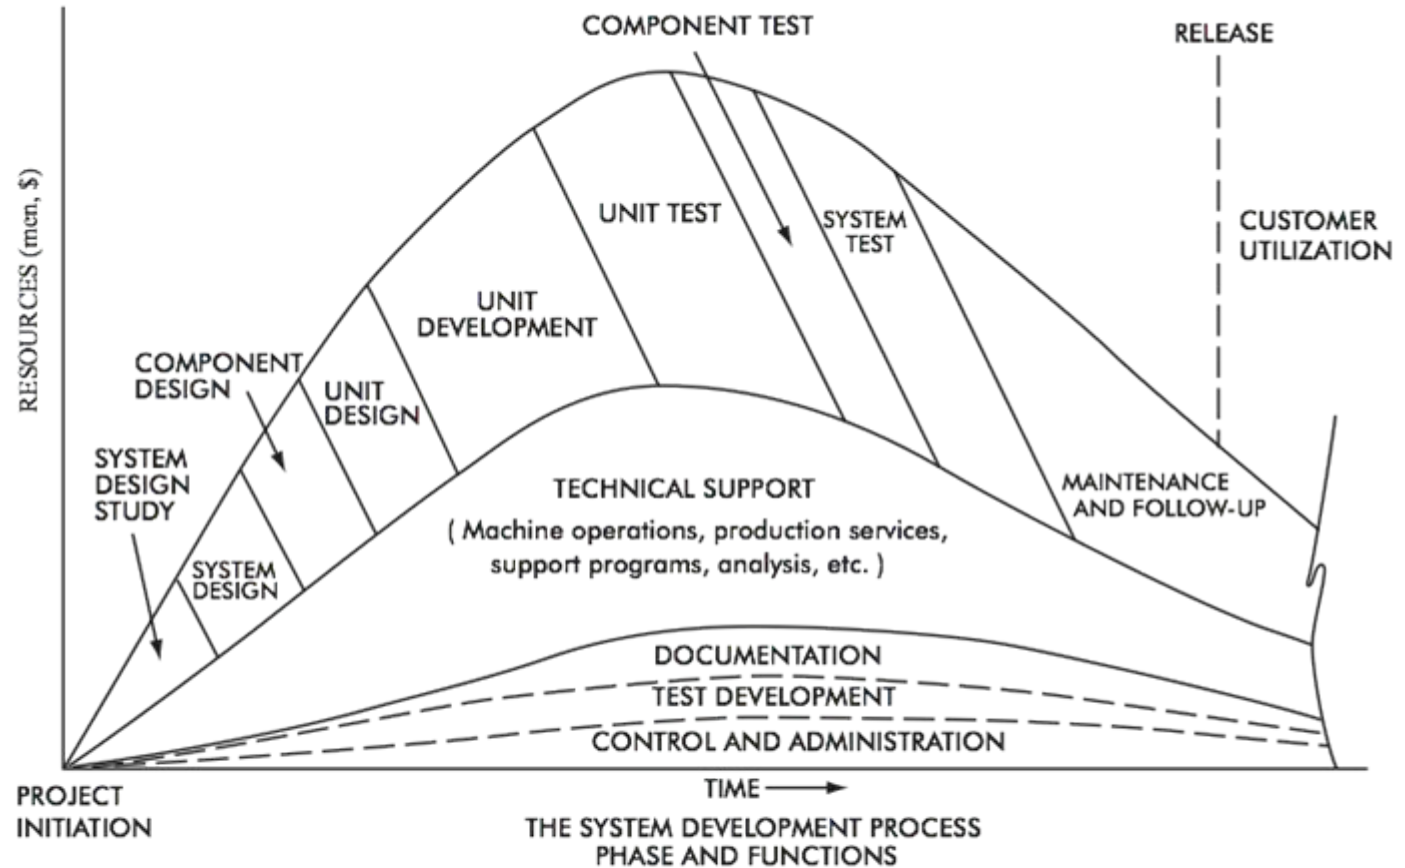 COMPONENT TEST
RELEASE
RESOURCES (men, $)
UNIT TEST
SYSTEM
TEST
CUSTOMER
UTILIZATION
UNIT
DEVELOPMENT
COMPONENT
DESIGN
UNIT
DESIGN
SYSTEM
DESIGN
STUDY
SYSTEM
DESIGN
TECHNICAL SUPPORT
( Machine operations, production services,
support programs, analysis, etc. )
MAINTENANCE
AND FOLLOW-UP
DOCUMENTATION
TEST DEVELOPMENT
CONTROL AND ADMINISTRATION
PROJECT
INITIATION
TIME
THE SYSTEM DEVELOPMENT PROCESS
PHASE AND FUNCTIONS